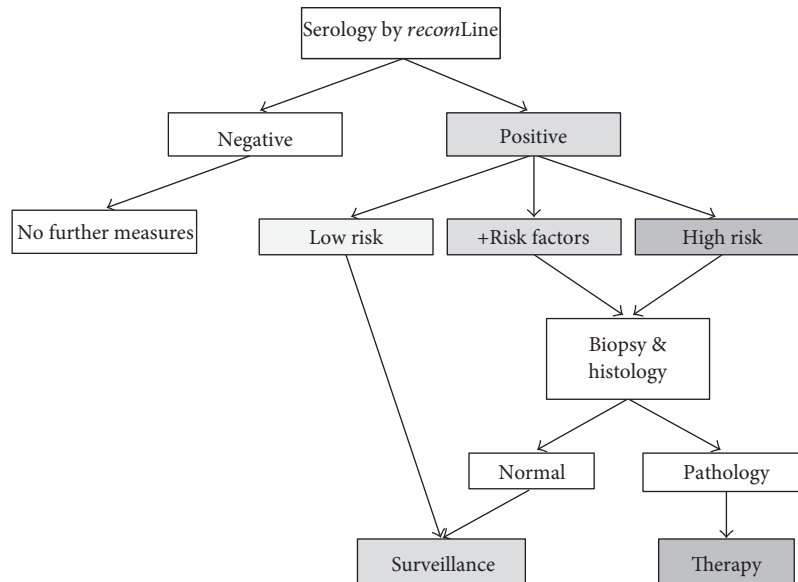 Serology by recomLine
Negative
Positive
No further measures
Low risk
+Risk factors
High risk
Biopsy &
histology
Normal
Pathology
Surveillance
Therapy